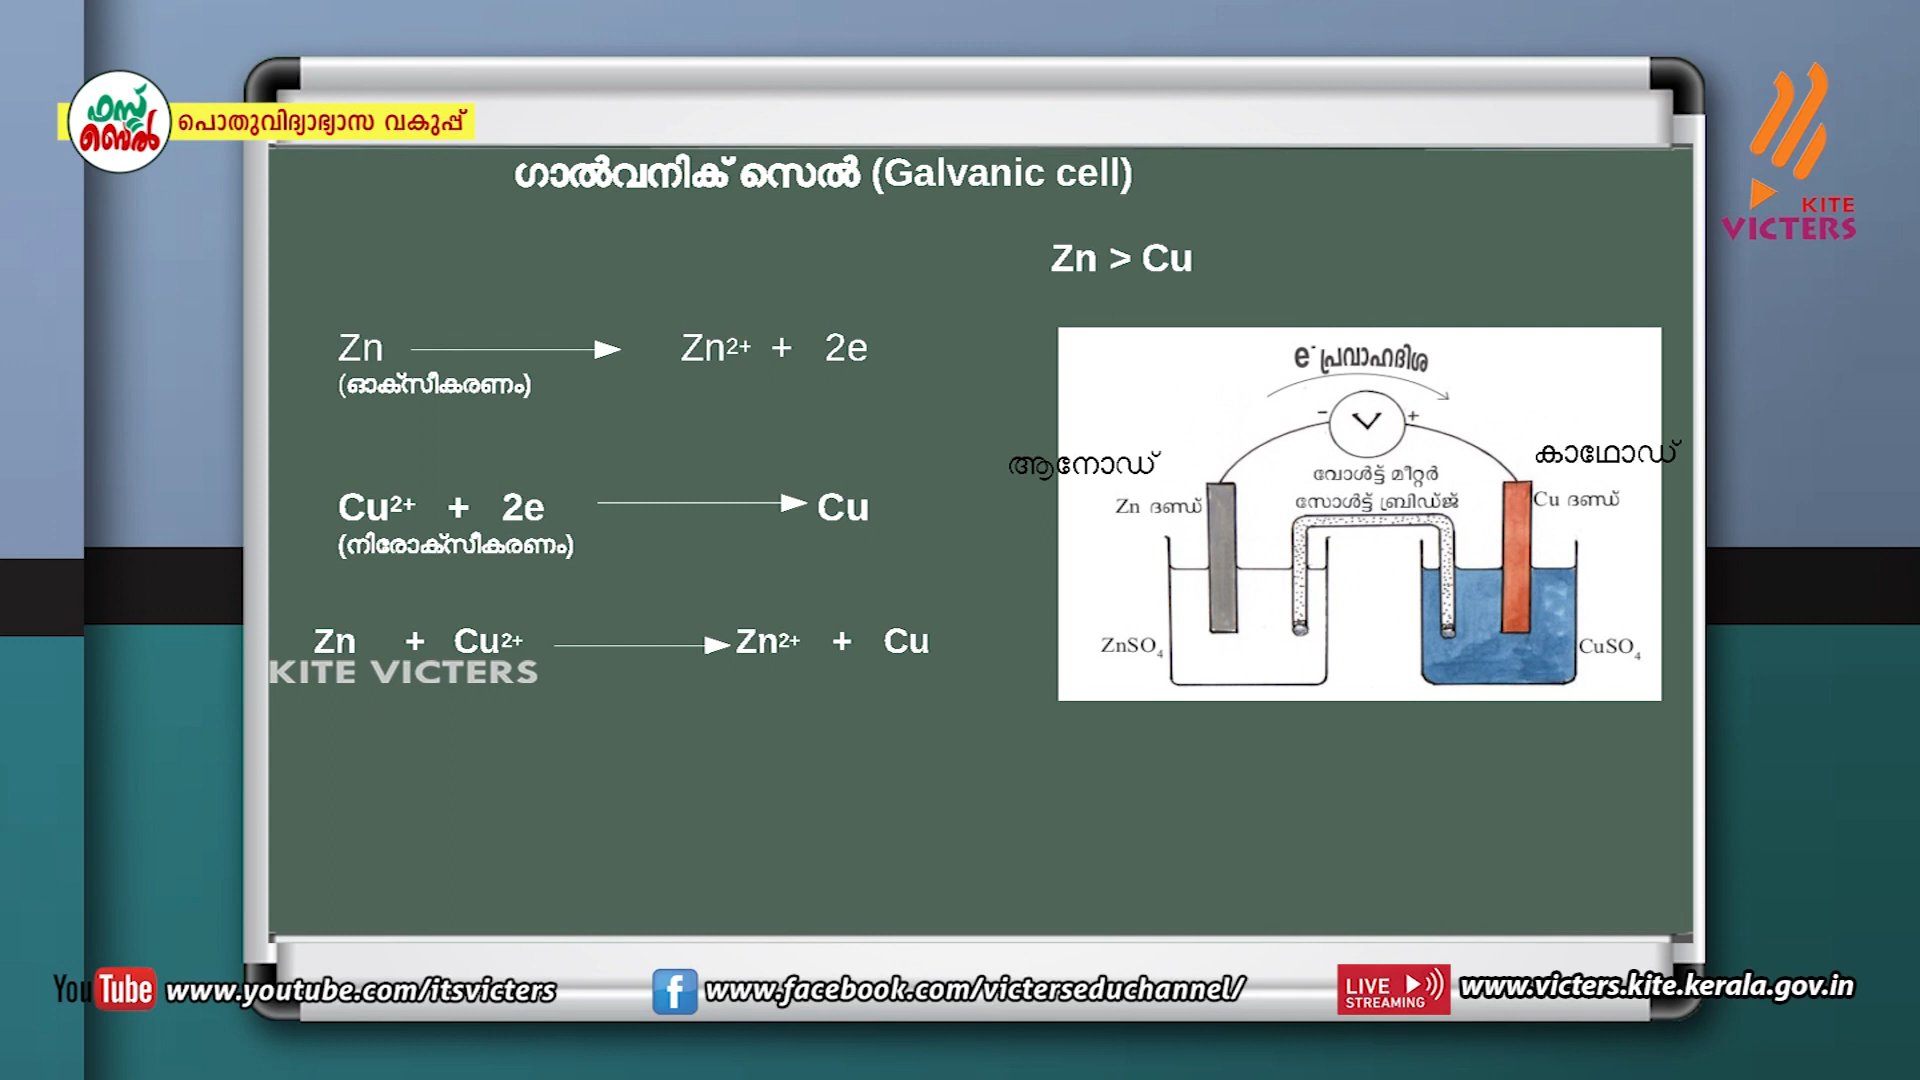 ഫസ്റ്റ്
ബെൽ
പൊതുവിദ്യാഭ്യാസ വകുപ്പ്
KITE
VICTERS
ഗാൽവനിക് സെൽ (Galvanic cell)
Zn > Cu
Zn ⟶ Zn²⁺ + 2e
(ഓക്സീകരണം)
Cu²⁺ + 2e ⟶ Cu
(നിരോക്സീകരണം)
Zn + Cu²⁺ ⟶ Zn²⁺ + Cu
KITE VICTERS
e⁻ പ്രവാഹദിശ
- V +
ആനോഡ്
കാഥോഡ്
വോൾട്ട് മീറ്റർ
Zn ദണ്ഡ്
സോൾട്ട് ബ്രിഡ്ജ്
Cu ദണ്ഡ്
ZnSO₄
CuSO₄
YouTube www.youtube.com/itsvicters
f www.facebook.com/victerseduchannel/
LIVE STREAMING www.victers.kite.kerala.gov.in